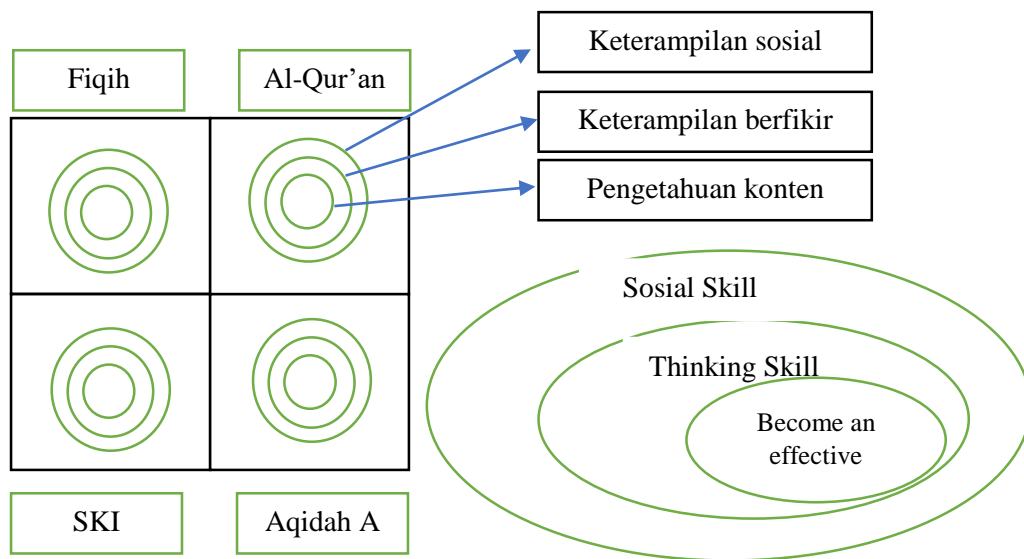 Fiqih
Al-Qur'an
Keterampilan sosial
Keterampilan berfikir
Pengetahuan konten
Sosial Skill
Thinking Skill
Become an
effective
SKI
Aqidah A